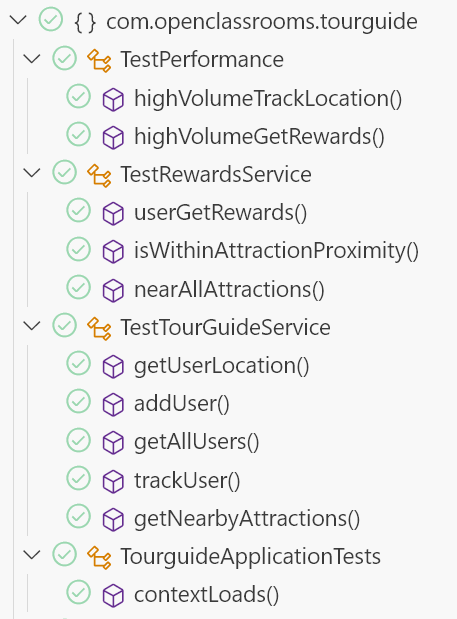 { } com.openclassrooms.tourguide
TestPerformance
highVolumeTrackLocation()
highVolumeGetRewards()
TestRewardsService
userGetRewards()
isWithinAttractionProximity()
nearAllAttractions()
TestTourGuideService
getUserLocation()
addUser()
getAllUsers()
trackUser()
getNearbyAttractions()
TourguideApplicationTests
contextLoads()